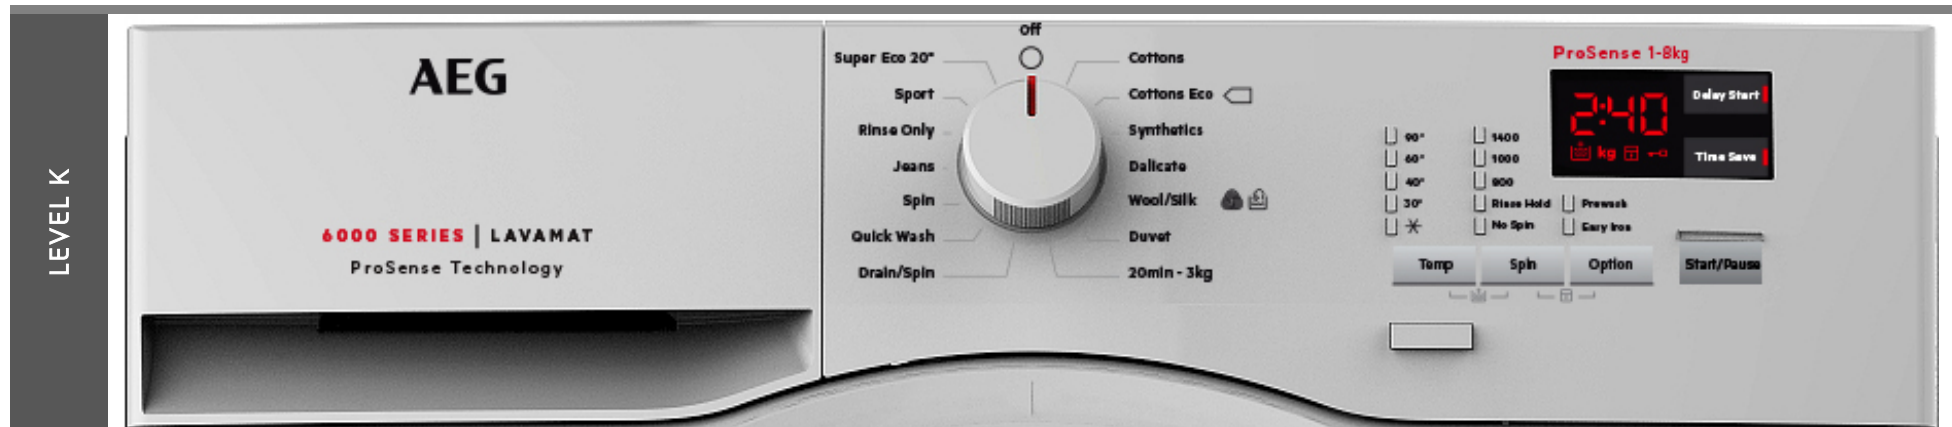 LEVEL K
AEG
6000 SERIES | LAVAMAT
ProSense Technology
Off
Super Eco 20°
Sport
Rinse Only
Jeans
Spin
Quick Wash
Drain/Spin
Cottons
Cottons Eco
Synthetics
Dalicate
Wool/Silk
Duvet
20min - 3kg
ProSense 1-8kg
2:40
kg
Delay Start
Time Save
90°
60°
40°
30°
1400
1000
800
Rinse Hold
No Spin
Prewash
Easy Iron
Temp
Spin
Option
Start/Pause